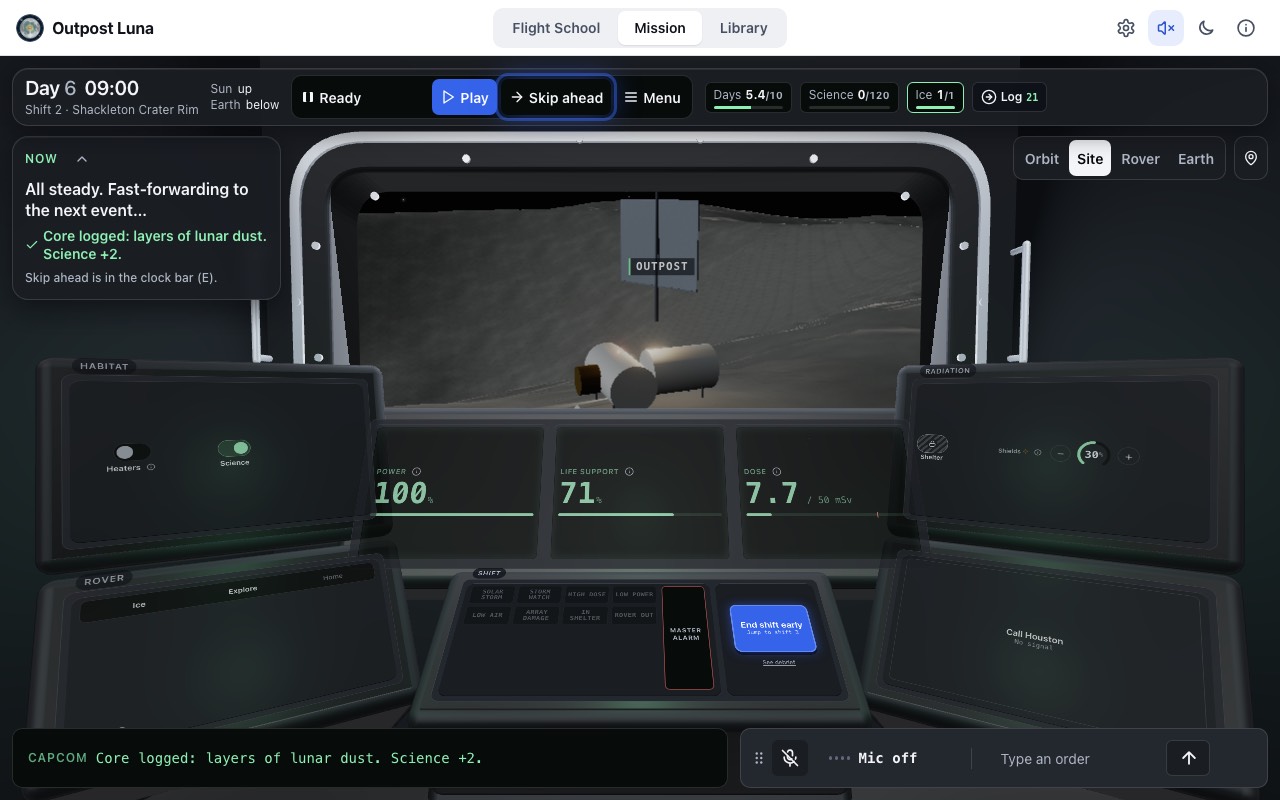 Outpost Luna
Flight School
Mission
Library
Day 6 09:00
Shift 2 · Shackleton Crater Rim
Sun up
Earth below
Ready
Play
Skip ahead
Menu
Days 5.4/10
Science 0/120
Ice 1/1
Log 21
NOW
All steady. Fast-forwarding to
the next event...
Core logged: layers of lunar dust.
Science +2.
Skip ahead is in the clock bar (E).
Orbit
Site
Rover
Earth
OUTPOST
HABITAT
Heaters
Science
POWER
100%
LIFE SUPPORT
71%
DOSE
7.7 / 50 mSv
RADIATION
Shelter
Shields
30%
ROVER
Ice
Explore
Home
SHIFT
SOLAR STORM
STORM WATCH
HIGH DOSE
LOW POWER
LOW AIR
ARRAY DAMAGE
IN SHELTER
ROVER OUT
MASTER
ALARM
End shift early
Jump to shift 3
See debrief
Call Houston
No signal
CAPCOM Core logged: layers of lunar dust. Science +2.
Mic off
Type an order